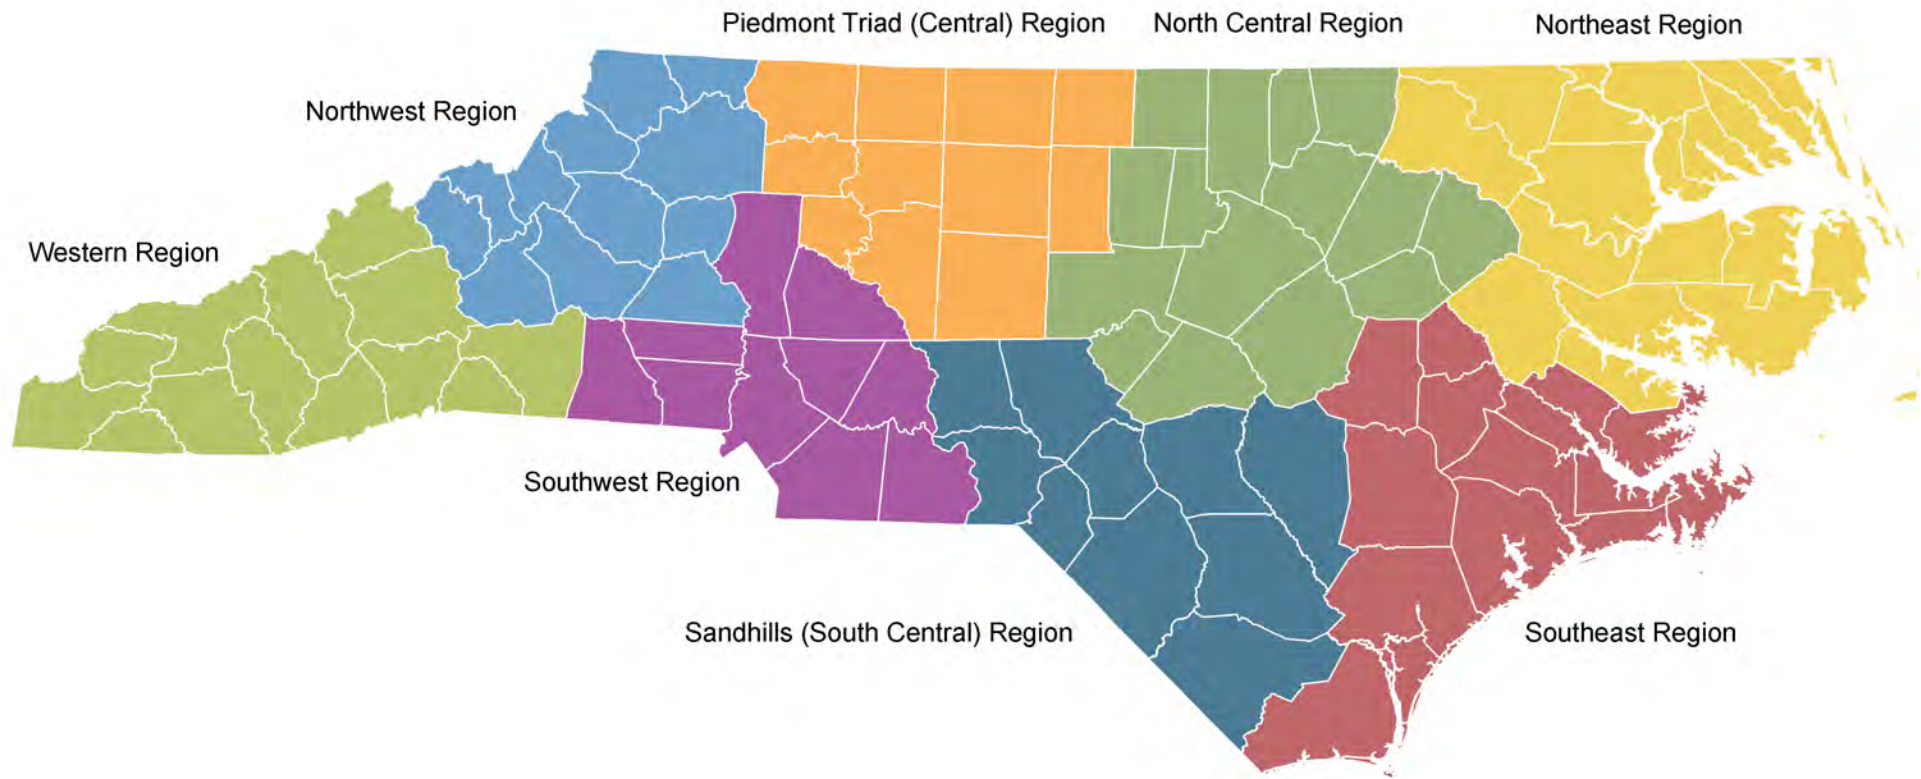 Piedmont Triad (Central) Region
North Central Region
Northeast Region
Northwest Region
Western Region
Southwest Region
Sandhills (South Central) Region
Southeast Region